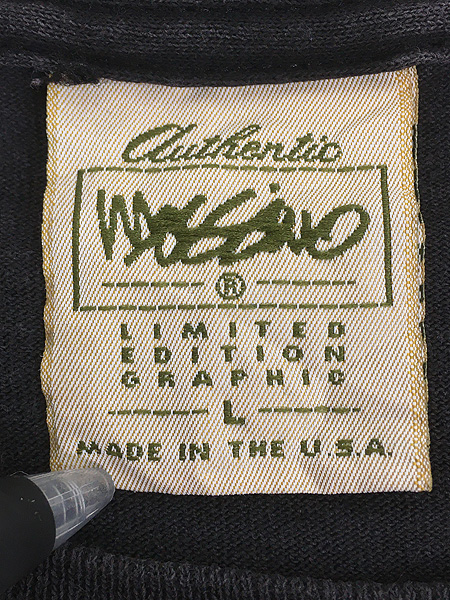 Authentic
Mossimo
®
LIMITED
EDITION
GRAPHIC
L
MADE IN THE U.S.A.